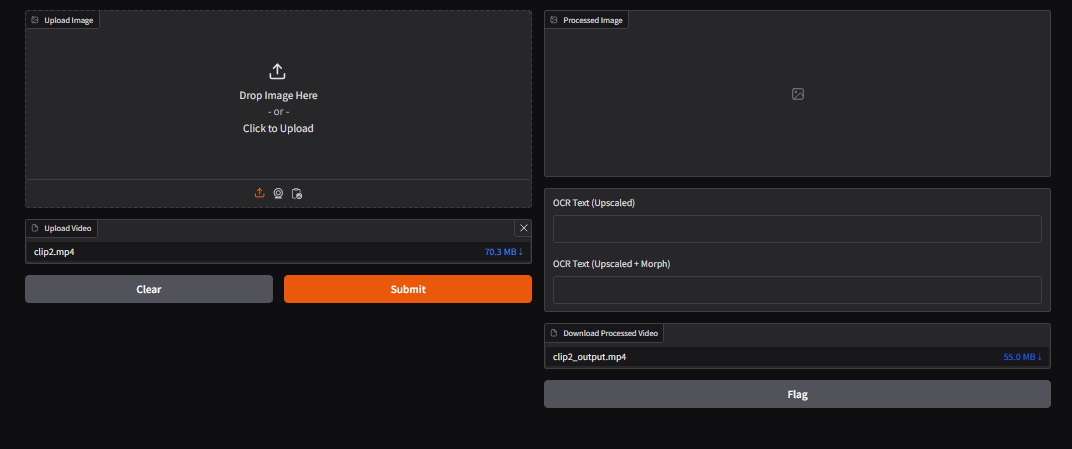 Upload Image
Drop Image Here
- or -
Click to Upload
Upload Video
clip2.mp4
70.3 MB ↓
Clear
Submit
Processed Image
OCR Text (Upscaled)
OCR Text (Upscaled + Morph)
Download Processed Video
clip2_output.mp4
55.0 MB ↓
Flag